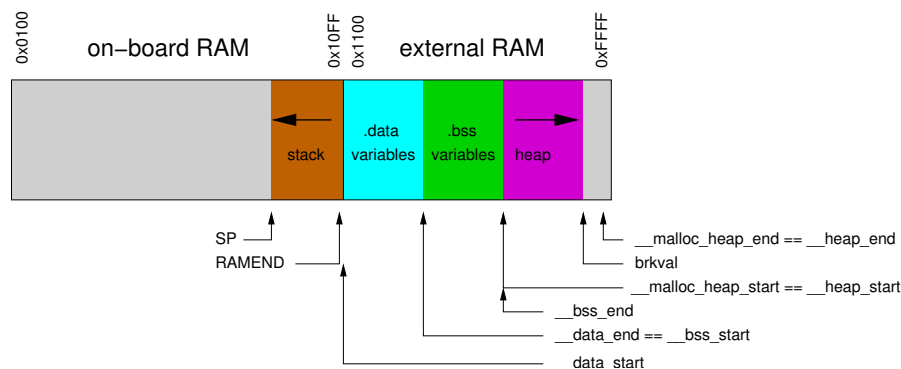 0x0100
on−board RAM
0x10FF
0x1100
external RAM
0xFFFF
stack
.data
variables
.bss
variables
heap
SP
RAMEND
__malloc_heap_end == __heap_end
brkval
__malloc_heap_start == __heap_start
__bss_end
__data_end == __bss_start
data_start